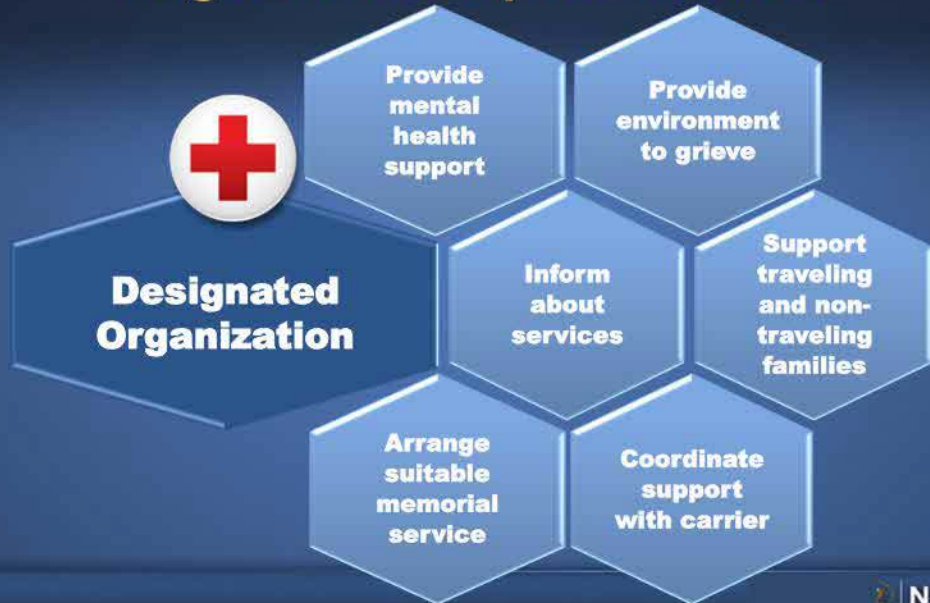 Designated
Organization
Provide
mental
health
support
Provide
environment
to grieve
Inform
about
services
Support
traveling
and non-
traveling
families
Arrange
suitable
memorial
service
Coordinate
support
with carrier
N